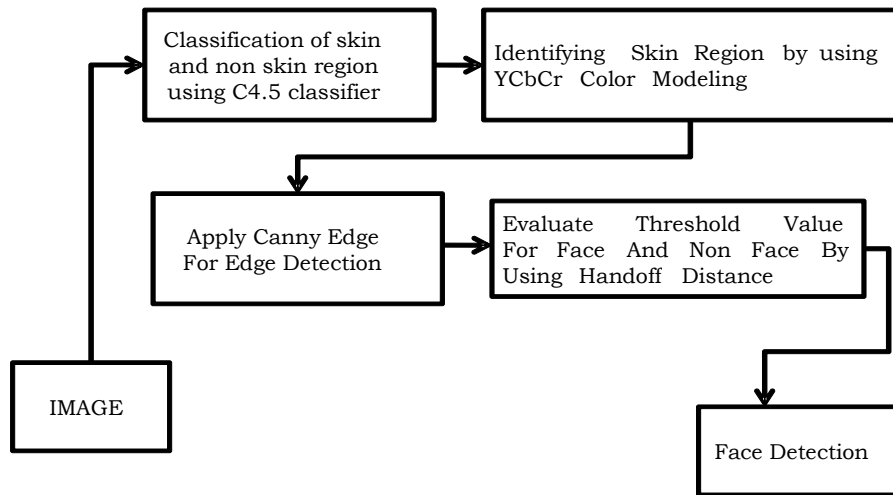 Classification of skin
and non skin region
using C4.5 classifier
Identifying Skin Region by using
YCbCr Color Modeling
Apply Canny Edge
For Edge Detection
Evaluate Threshold Value
For Face And Non Face By
Using Handoff Distance
IMAGE
Face Detection